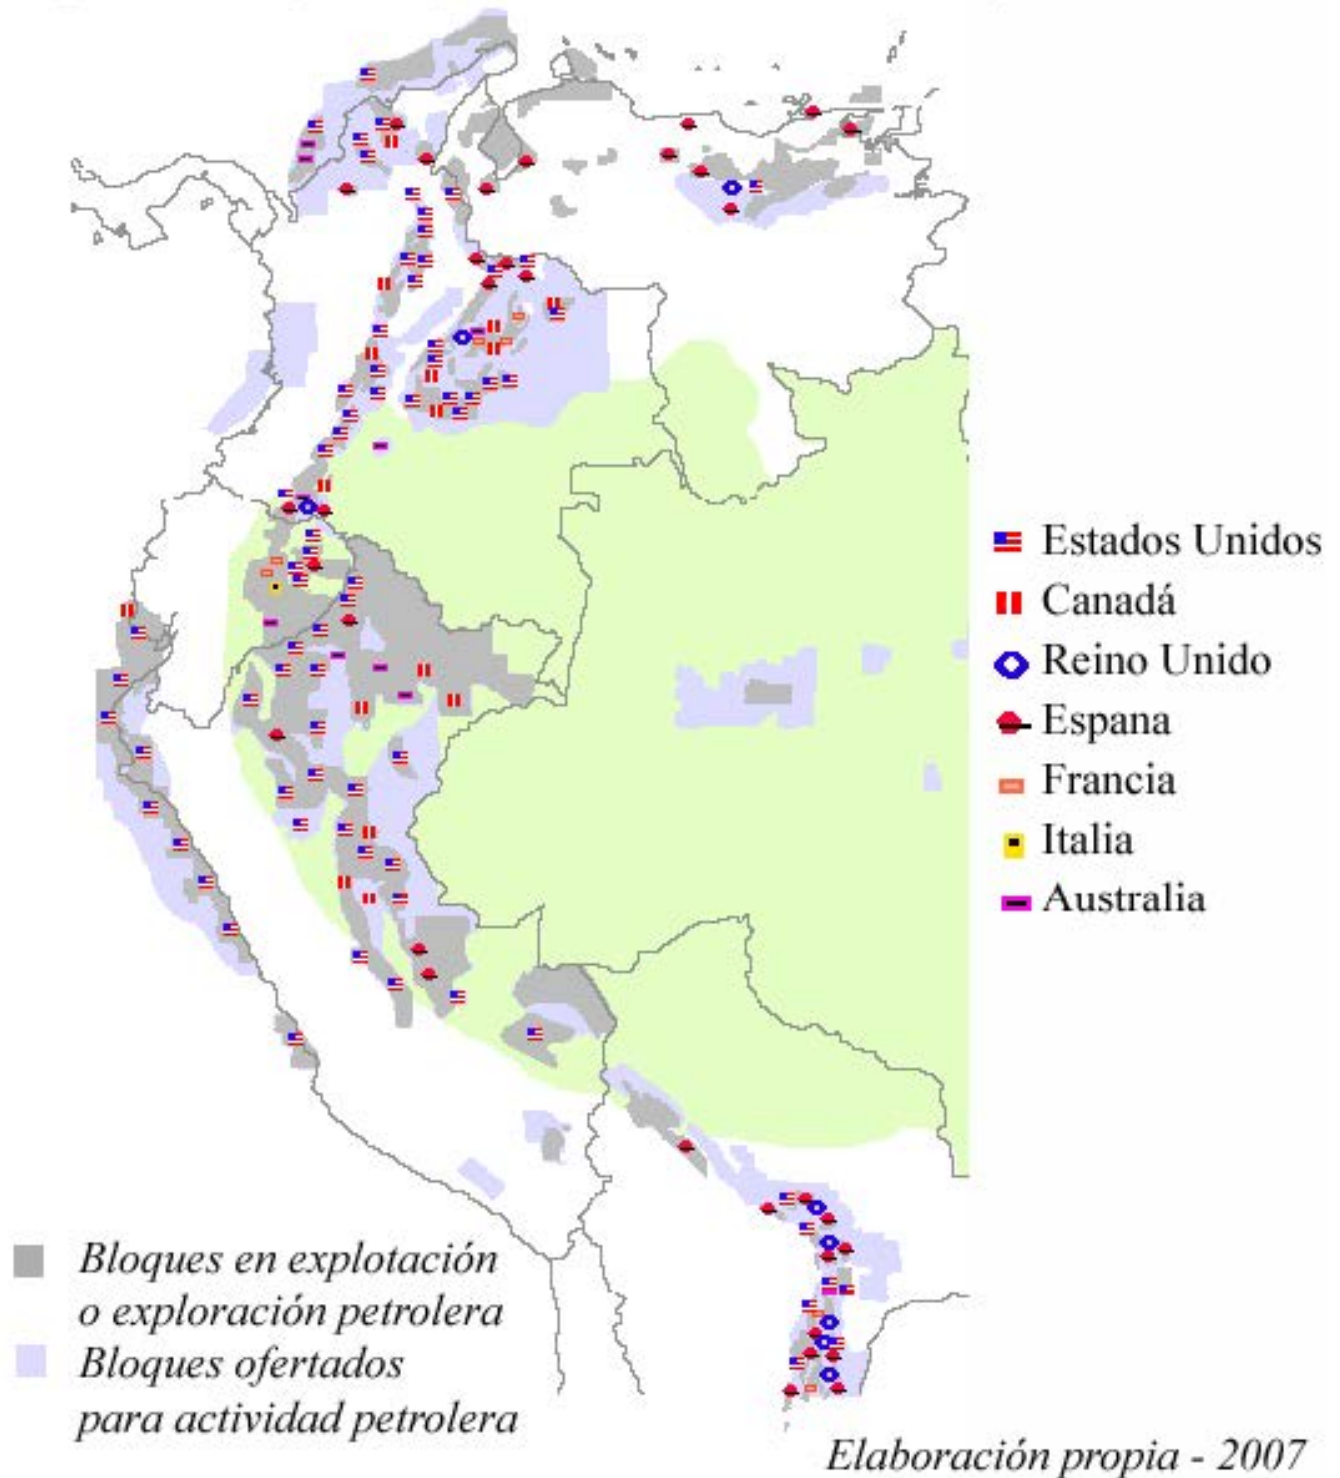 Estados Unidos
Canadá
Reino Unido
Espana
Francia
Italia
Australia
Bloques en explotación
o exploración petrolera
Bloques ofertados
para actividad petrolera
Elaboración propia - 2007